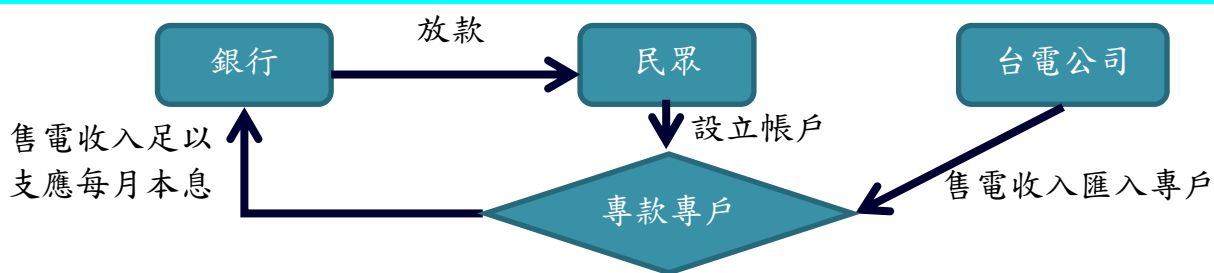 放款
銀行
民眾
台電公司
售電收入足以
支應每月本息
設立帳戶
售電收入匯入專戶
專款專戶